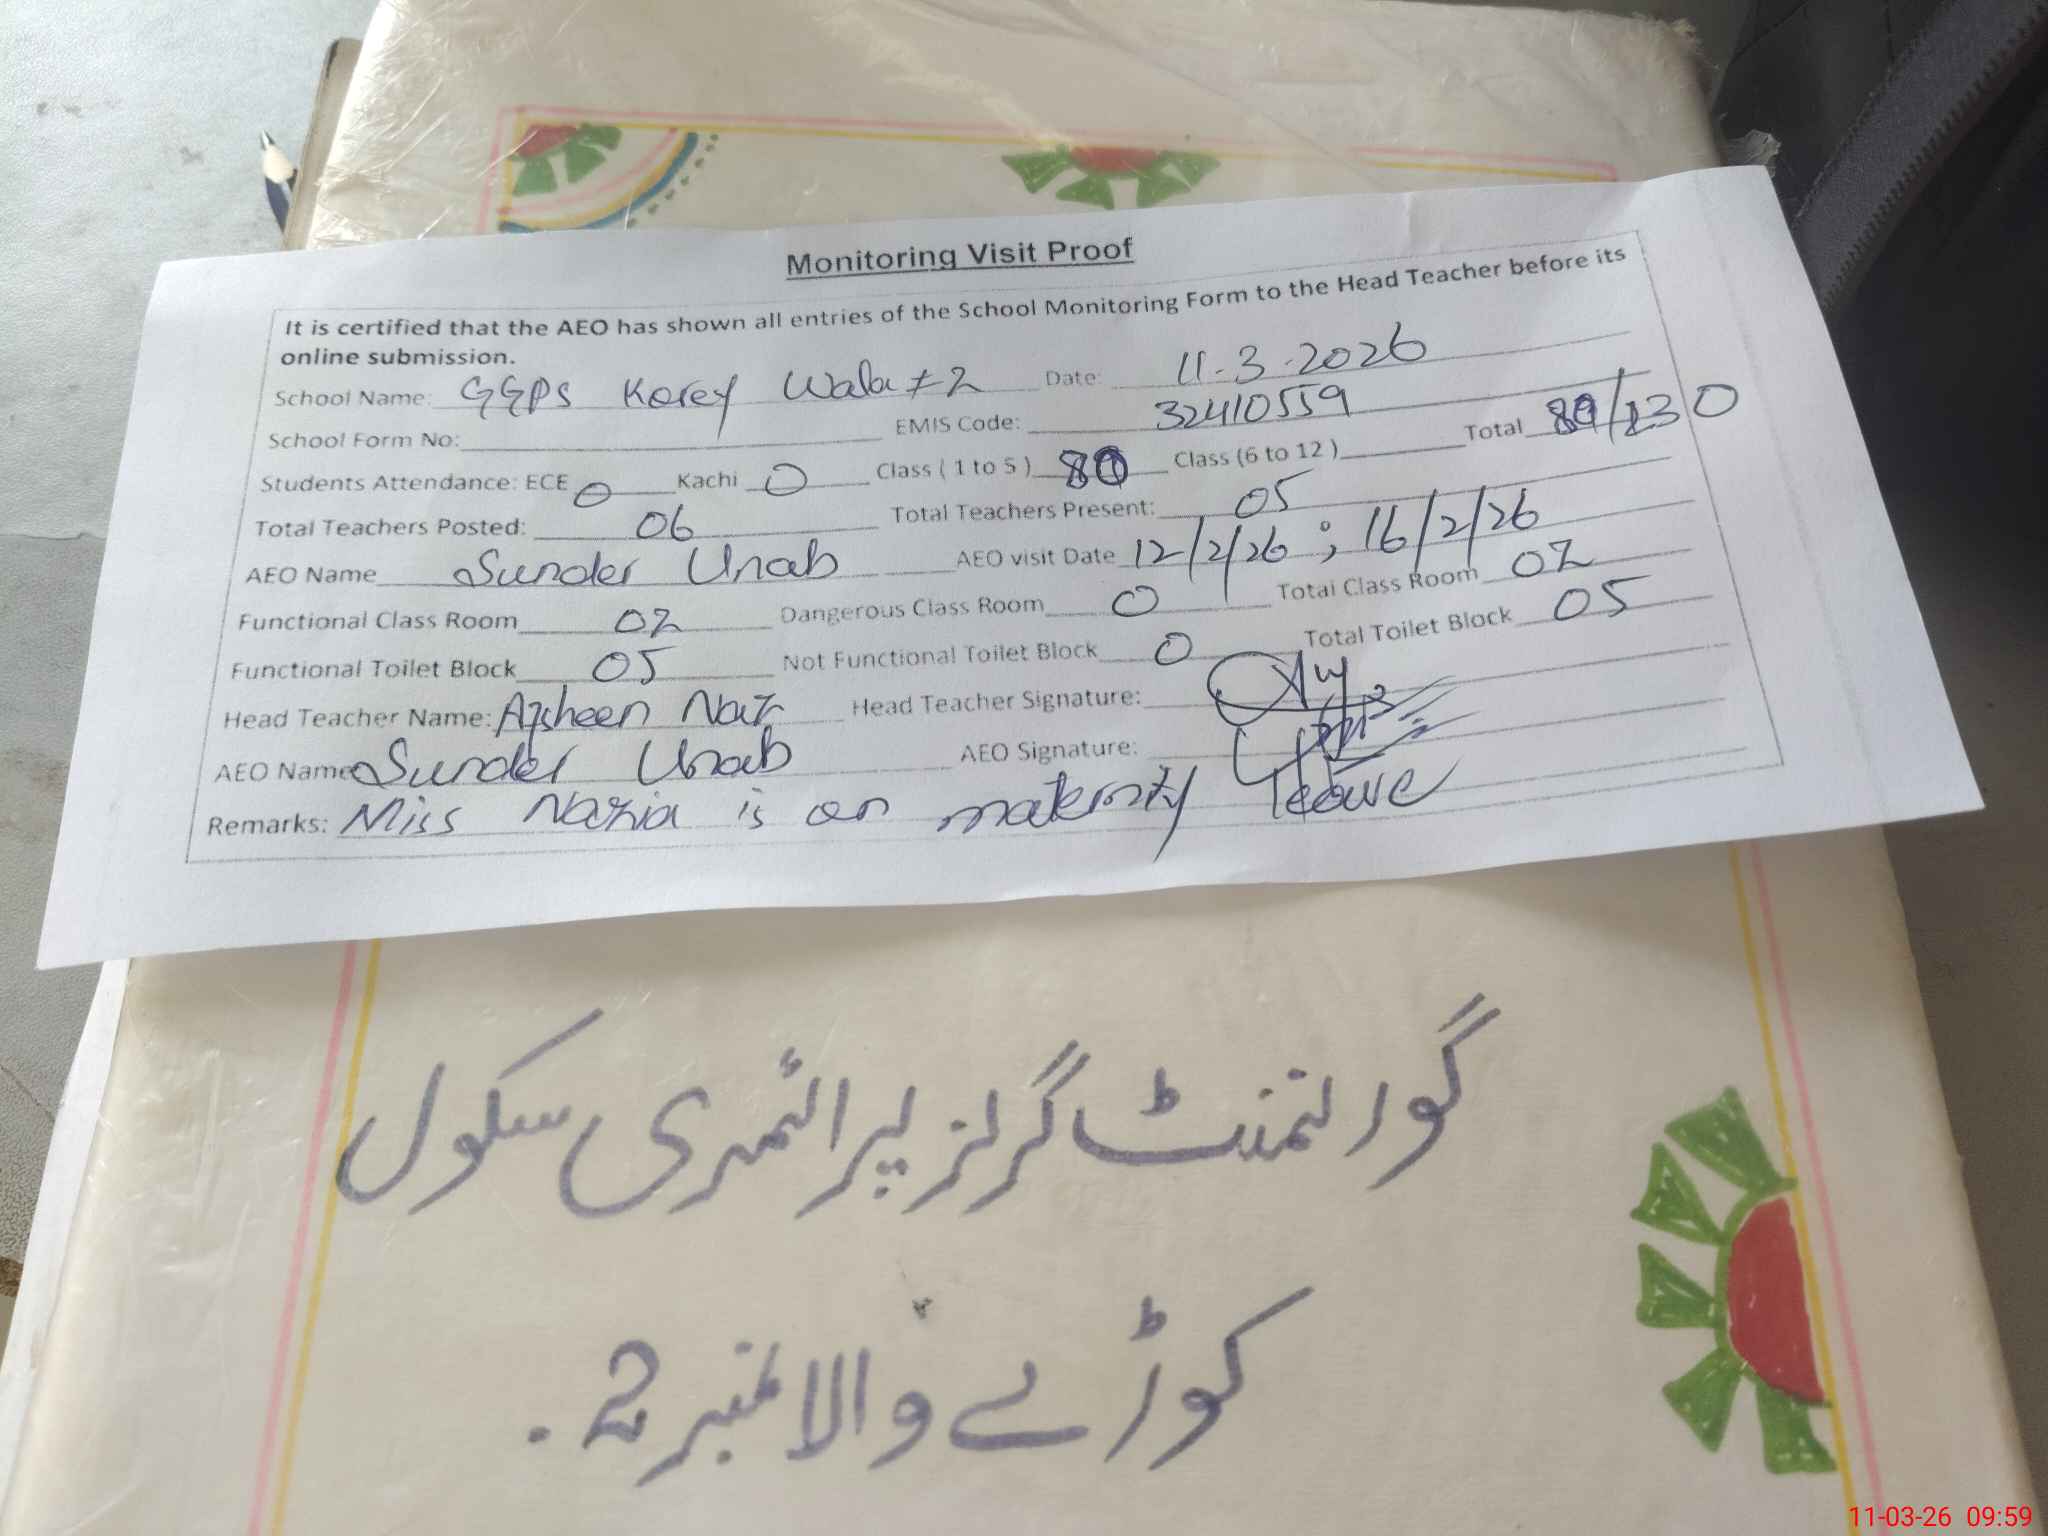 Monitoring Visit Proof
It is certified that the AEO has shown all entries of the School Monitoring Form to the Head Teacher before its
online submission.
School Name: GGPS Korey Wala # 2 Date: 11-3-2026
School Form No: EMIS Code: 32410559
Students Attendance: ECE 0 Kachi 0 Class ( 1 to 5 ) Class (6 to 12 ) Total /130
Total Teachers Posted: 06 Total Teachers Present: 05
AEO Name Sunder Unab AEO visit Date 12/2/26 ; 16/2/26
Functional Class Room 02 Dangerous Class Room 0 Total Class Room 02
Functional Toilet Block 05 Not Functional Toilet Block 0 Total Toilet Block 05
Head Teacher Name: Head Teacher Signature:
AEO Name Sunder Unab AEO Signature:
Remarks: Miss Nazia is on maternity leave
گورنمنٹ گرلز پرائمری سکول
کوڑے والا نمبر 2.
11-03-26 09:59